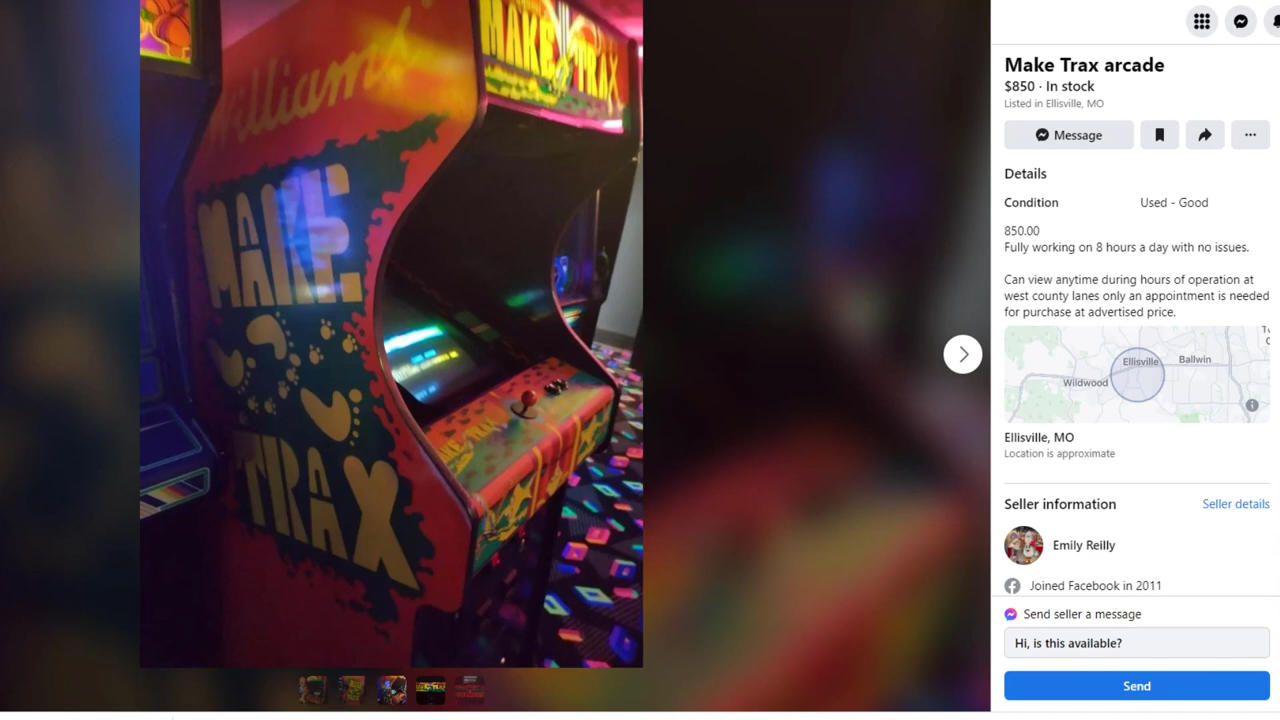 Williams
MAKE TRAX
MAKE
TRAX
MAKE TRAX
Make Trax arcade
$850 · In stock
Listed in Ellisville, MO
Message
Details
Condition Used - Good
850.00
Fully working on 8 hours a day with no issues.
Can view anytime during hours of operation at
west county lanes only an appointment is needed
for purchase at advertised price.
Ellisville
Ballwin
Wildwood
Ellisville, MO
Location is approximate
Seller information Seller details
Emily Reilly
Joined Facebook in 2011
Send seller a message
Hi, is this available?
Send